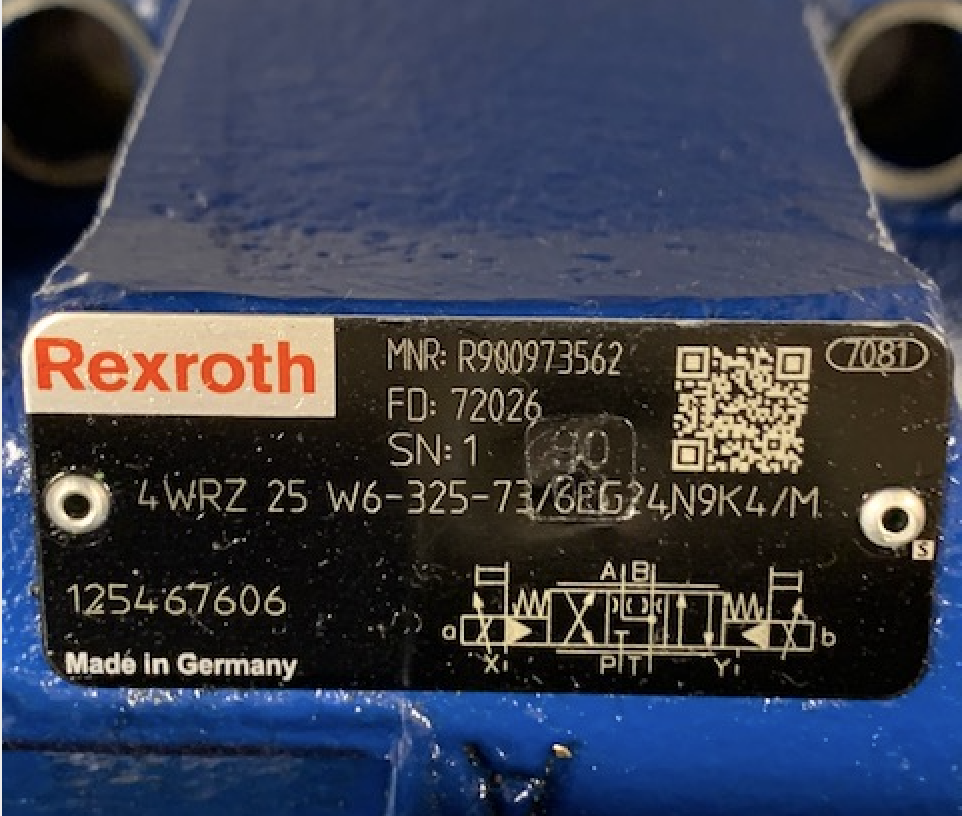 Rexroth
MNR: R900973562
FD: 72026
SN: 1
7081
4WRZ 25 W6-325-73/6EG24N9K4/M
S
125467606
Made in Germany
A B
a
b
X P T Y